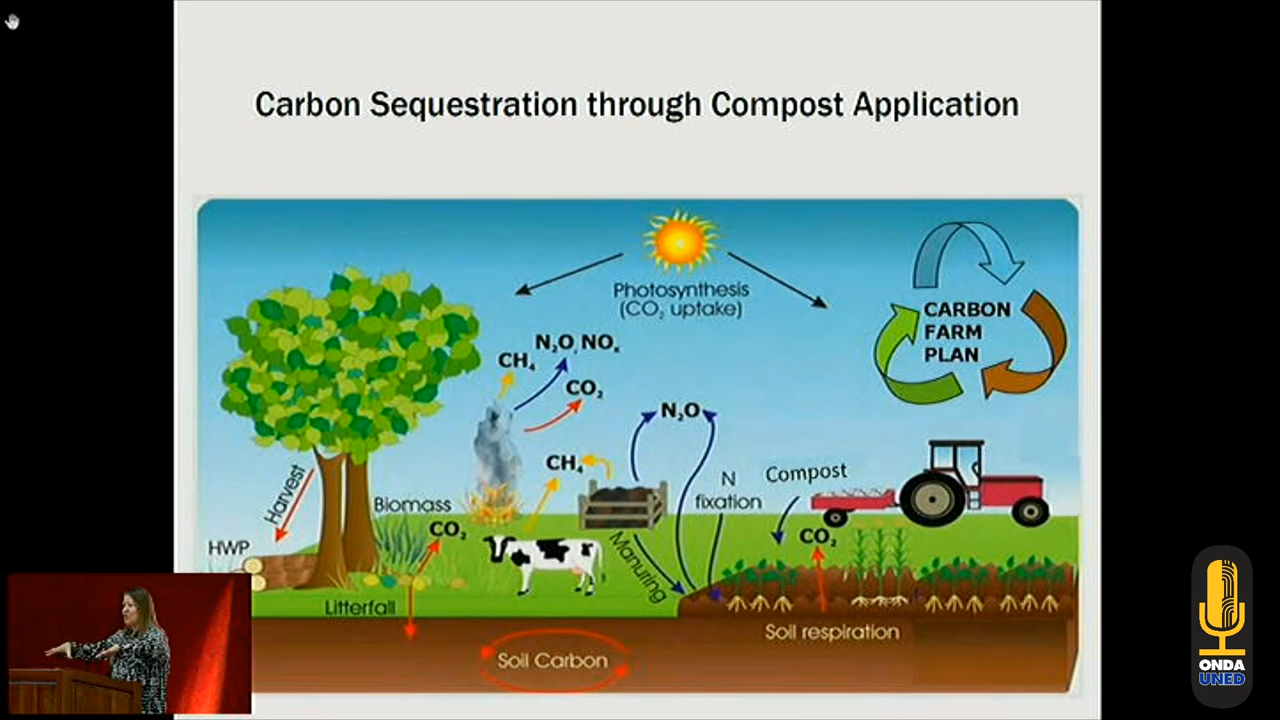 Carbon Sequestration through Compost Application
Photosynthesis
(CO₂ uptake)
CARBON
FARM
PLAN
N₂O, NOₓ
CH₄
CO₂
N₂O
CH₄
N
fixation
Compost
Harvest
Biomass
CO₂
CO₂
HWP
Manuring
Litterfall
Soil respiration
Soil Carbon
ONDA
UNED